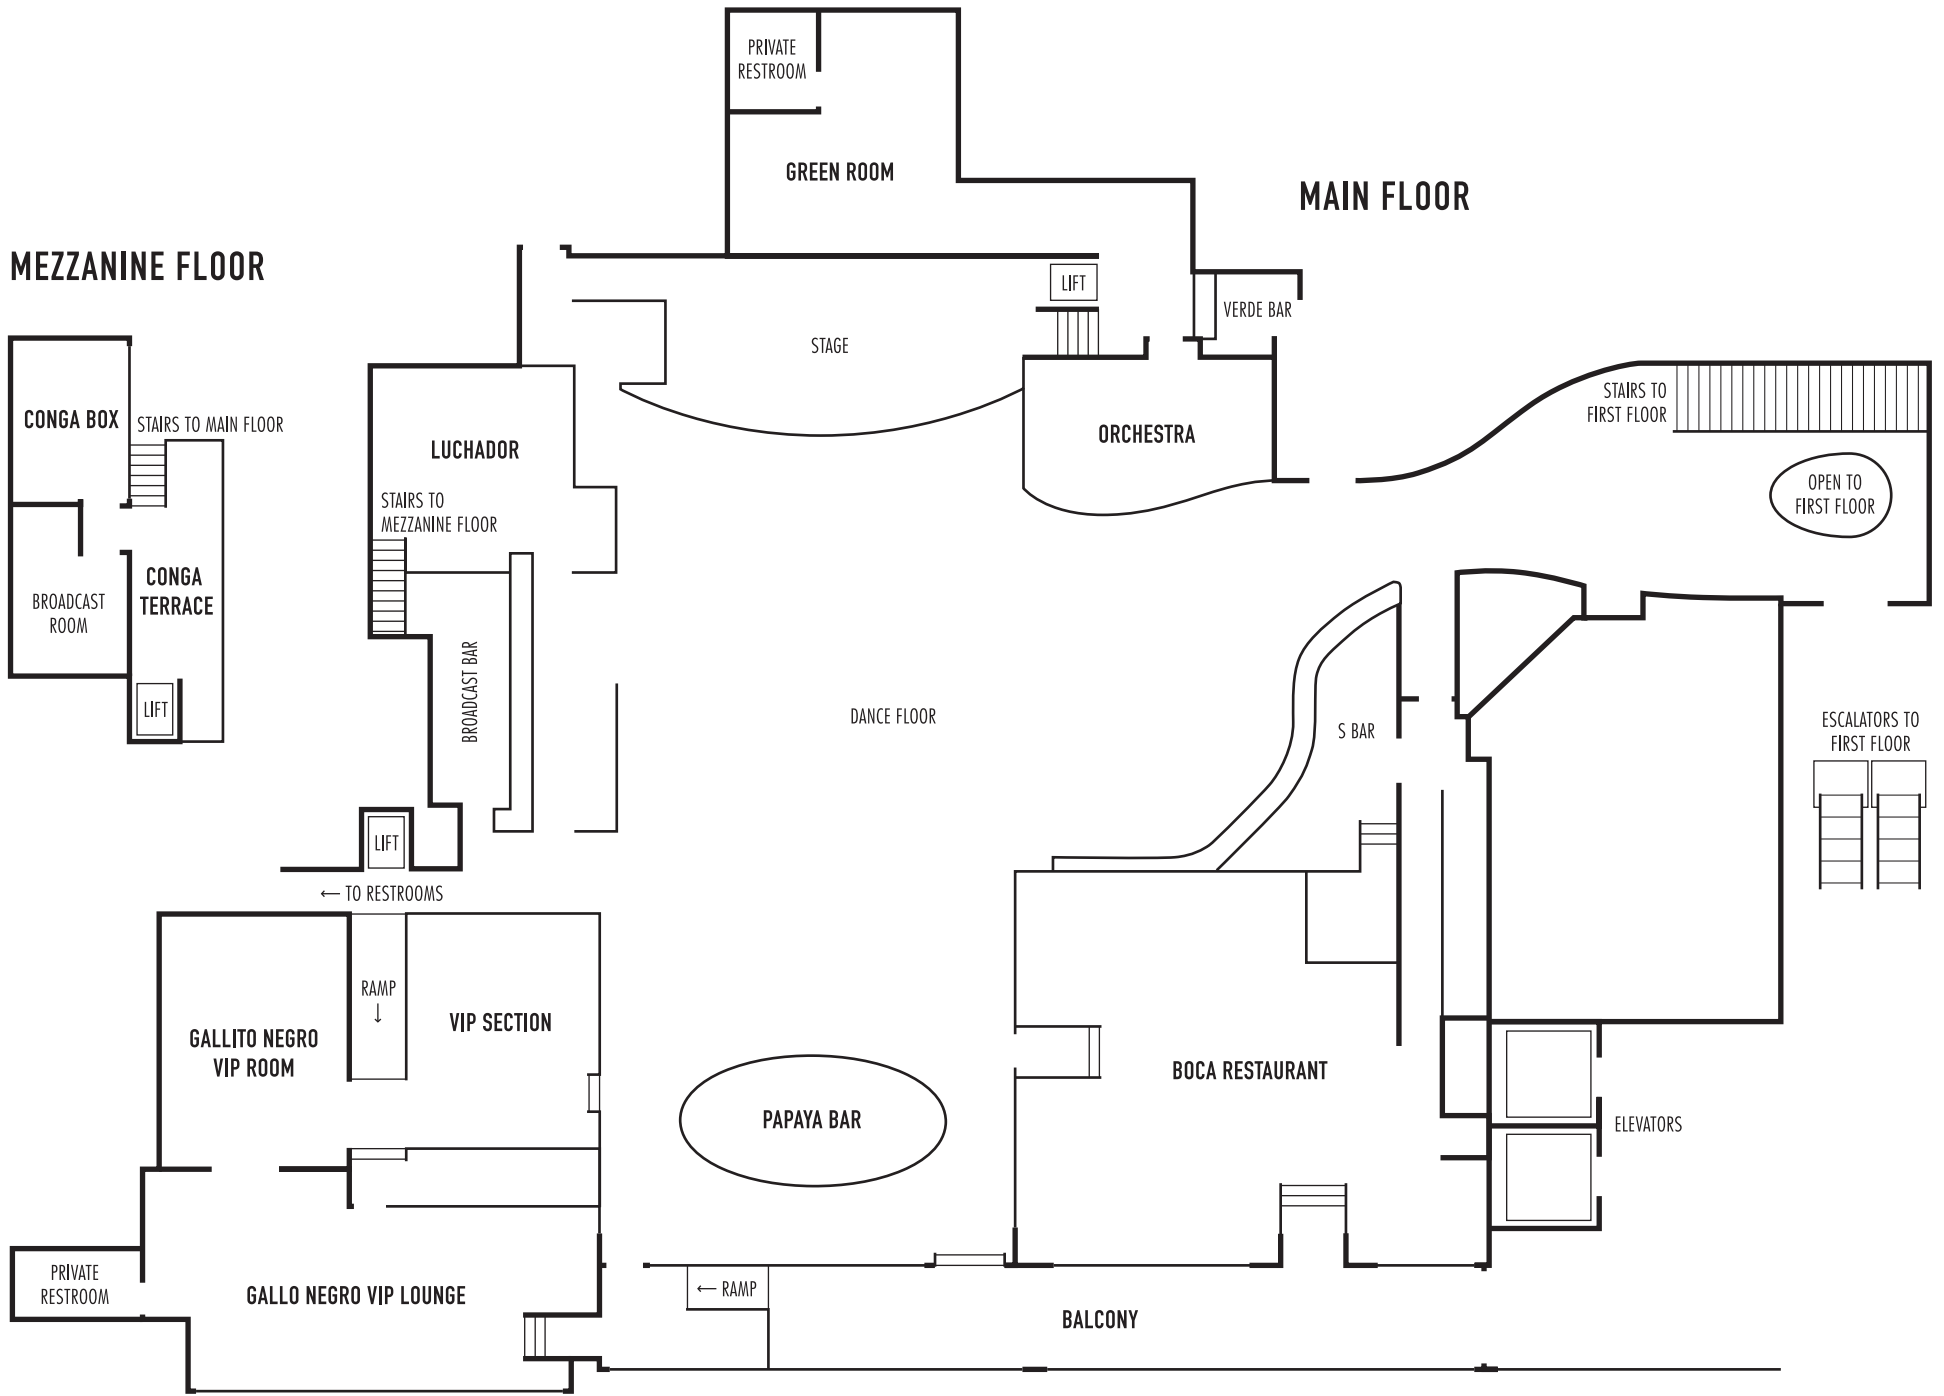 PRIVATE
RESTROOM
GREEN ROOM
MAIN FLOOR
MEZZANINE FLOOR
LIFT
VERDE BAR
STAGE
CONGA BOX
STAIRS TO MAIN FLOOR
STAIRS TO
FIRST FLOOR
LUCHADOR
ORCHESTRA
STAIRS TO
MEZZANINE FLOOR
OPEN TO
FIRST FLOOR
CONGA
TERRACE
BROADCAST
ROOM
BROADCAST BAR
LIFT
DANCE FLOOR
S BAR
ESCALATORS TO
FIRST FLOOR
LIFT
← TO RESTROOMS
RAMP
↓
VIP SECTION
GALLITO NEGRO
VIP ROOM
BOCA RESTAURANT
PAPAYA BAR
ELEVATORS
PRIVATE
RESTROOM
GALLO NEGRO VIP LOUNGE
← RAMP
BALCONY